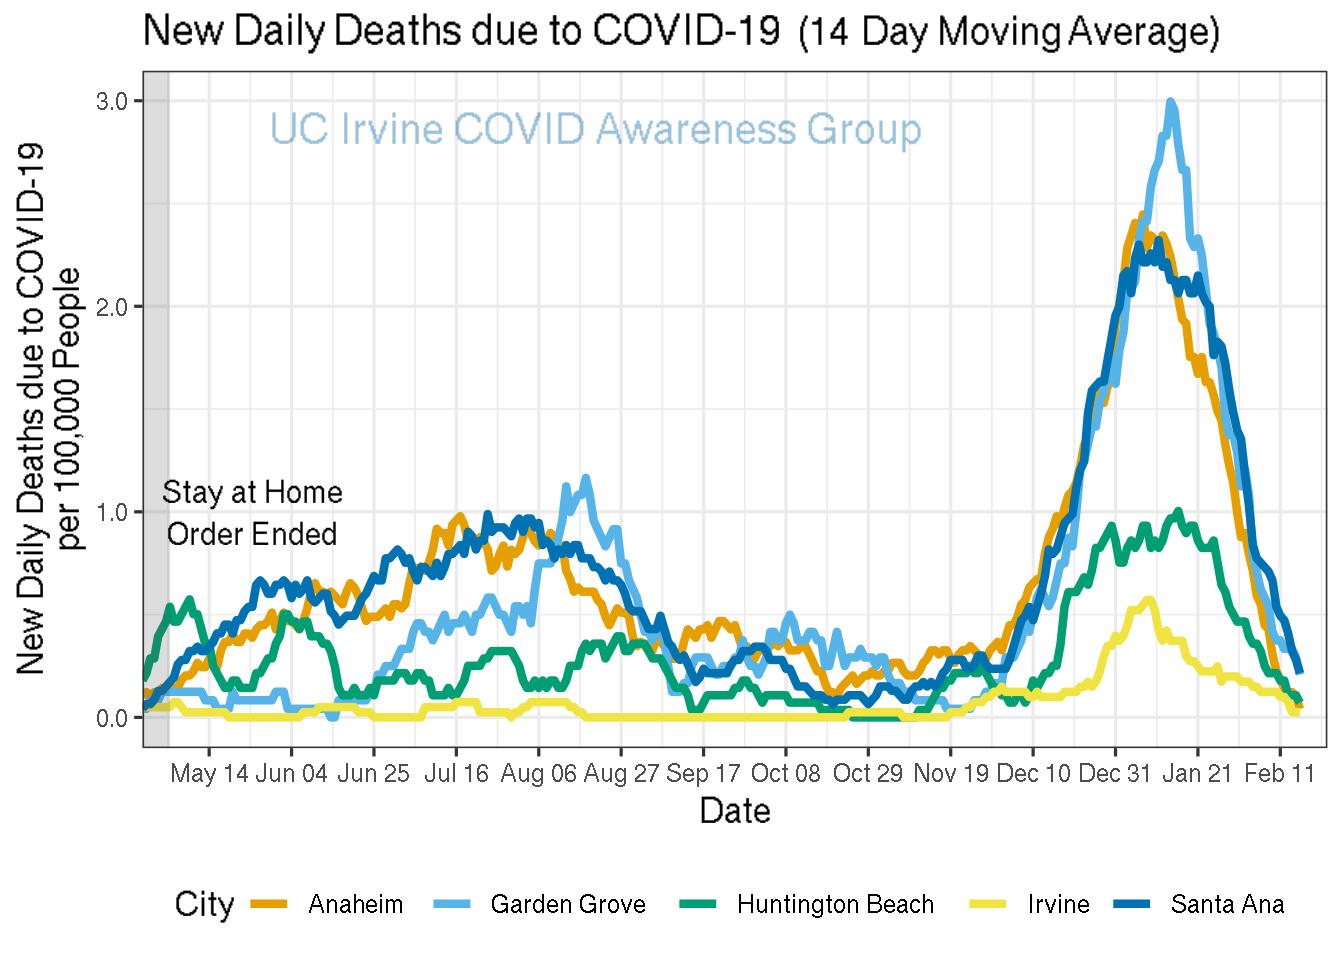 New Daily Deaths due to COVID-19 (14 Day Moving Average)
UC Irvine COVID Awareness Group
New Daily Deaths due to COVID-19
per 100,000 People
3.0
2.0
1.0
0.0
Stay at Home
Order Ended
May 14 Jun 04 Jun 25 Jul 16 Aug 06 Aug 27 Sep 17 Oct 08 Oct 29 Nov 19 Dec 10 Dec 31 Jan 21 Feb 11
Date
City Anaheim Garden Grove Huntington Beach Irvine Santa Ana